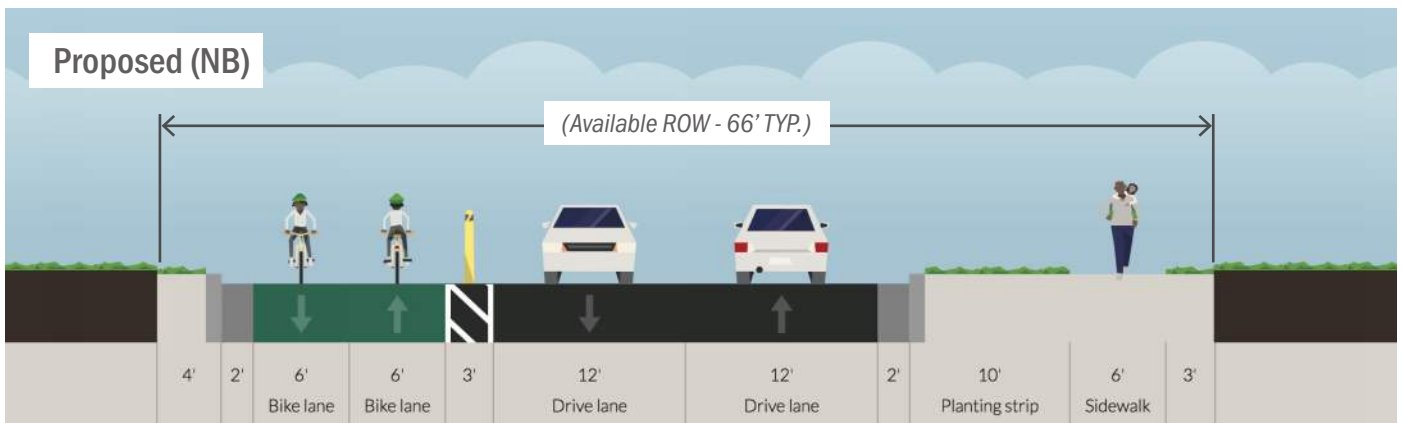 Proposed (NB)
(Available ROW - 66’ TYP.)
4' 2' 6' 6' 3' 12' 12' 2' 10' 6' 3'
Bike lane Bike lane Drive lane Drive lane Planting strip Sidewalk